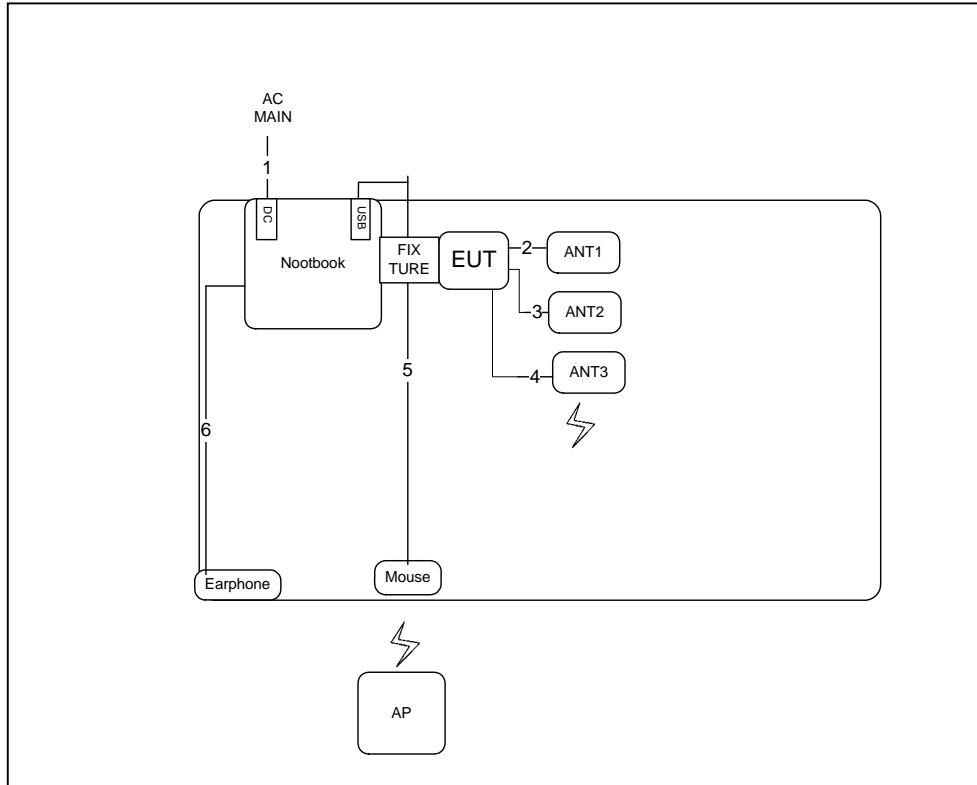 AC
MAIN
1
DC
USB
Nootbook
FIX
TURE
EUT
2
ANT1
3
ANT2
4
ANT3
5
6
Earphone
Mouse
AP